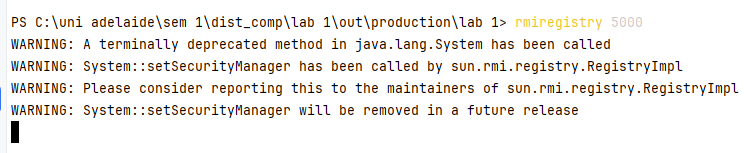 PS C:\uni adelaide\sem 1\dist_comp\lab 1\out\production\lab 1> rmiregistry 5000
WARNING: A terminally deprecated method in java.lang.System has been called
WARNING: System::setSecurityManager has been called by sun.rmi.registry.RegistryImpl
WARNING: Please consider reporting this to the maintainers of sun.rmi.registry.RegistryImpl
WARNING: System::setSecurityManager will be removed in a future release